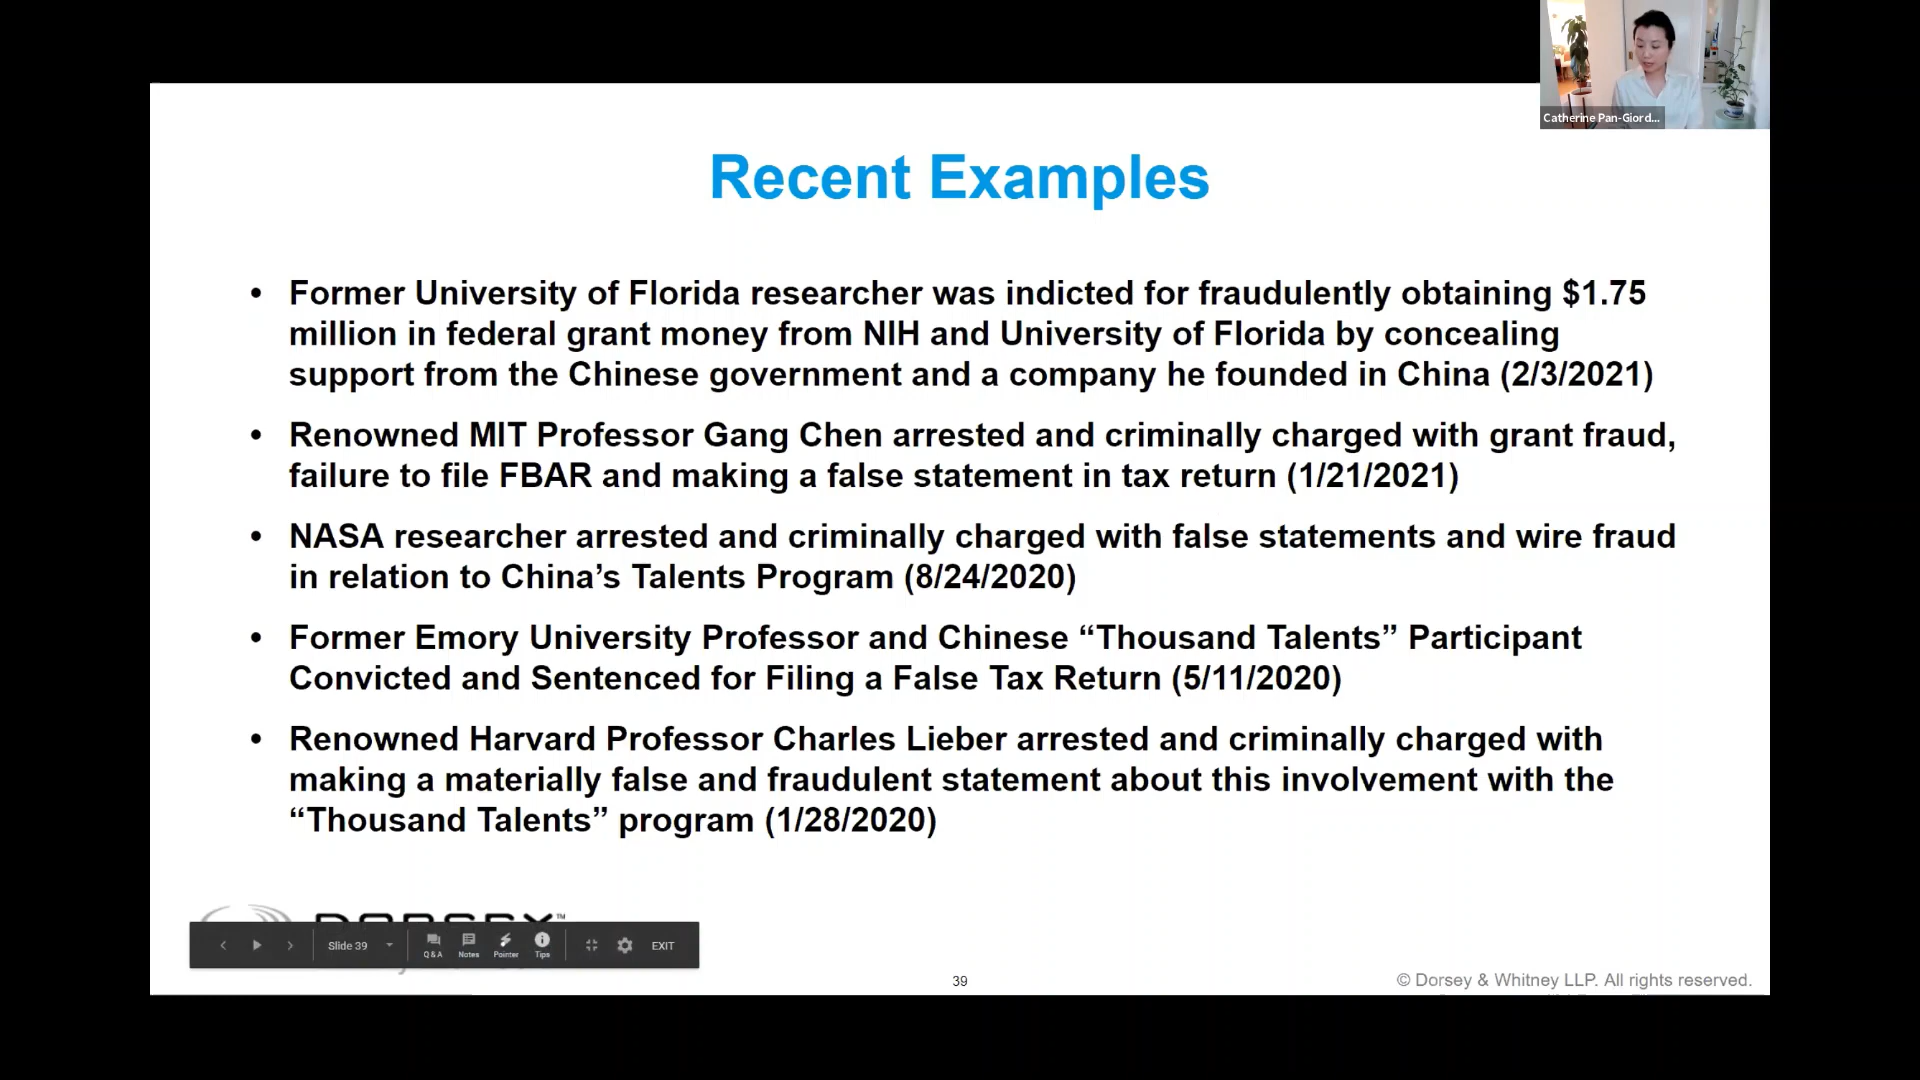 Catherine Pan-Giord...
Recent Examples
• Former University of Florida researcher was indicted for fraudulently obtaining $1.75
million in federal grant money from NIH and University of Florida by concealing
support from the Chinese government and a company he founded in China (2/3/2021)
• Renowned MIT Professor Gang Chen arrested and criminally charged with grant fraud,
failure to file FBAR and making a false statement in tax return (1/21/2021)
• NASA researcher arrested and criminally charged with false statements and wire fraud
in relation to China’s Talents Program (8/24/2020)
• Former Emory University Professor and Chinese “Thousand Talents” Participant
Convicted and Sentenced for Filing a False Tax Return (5/11/2020)
• Renowned Harvard Professor Charles Lieber arrested and criminally charged with
making a materially false and fraudulent statement about this involvement with the
“Thousand Talents” program (1/28/2020)
DORSEY™
Slide 39 Q & A Notes Pointer Tips EXIT
39
© Dorsey & Whitney LLP. All rights reserved.